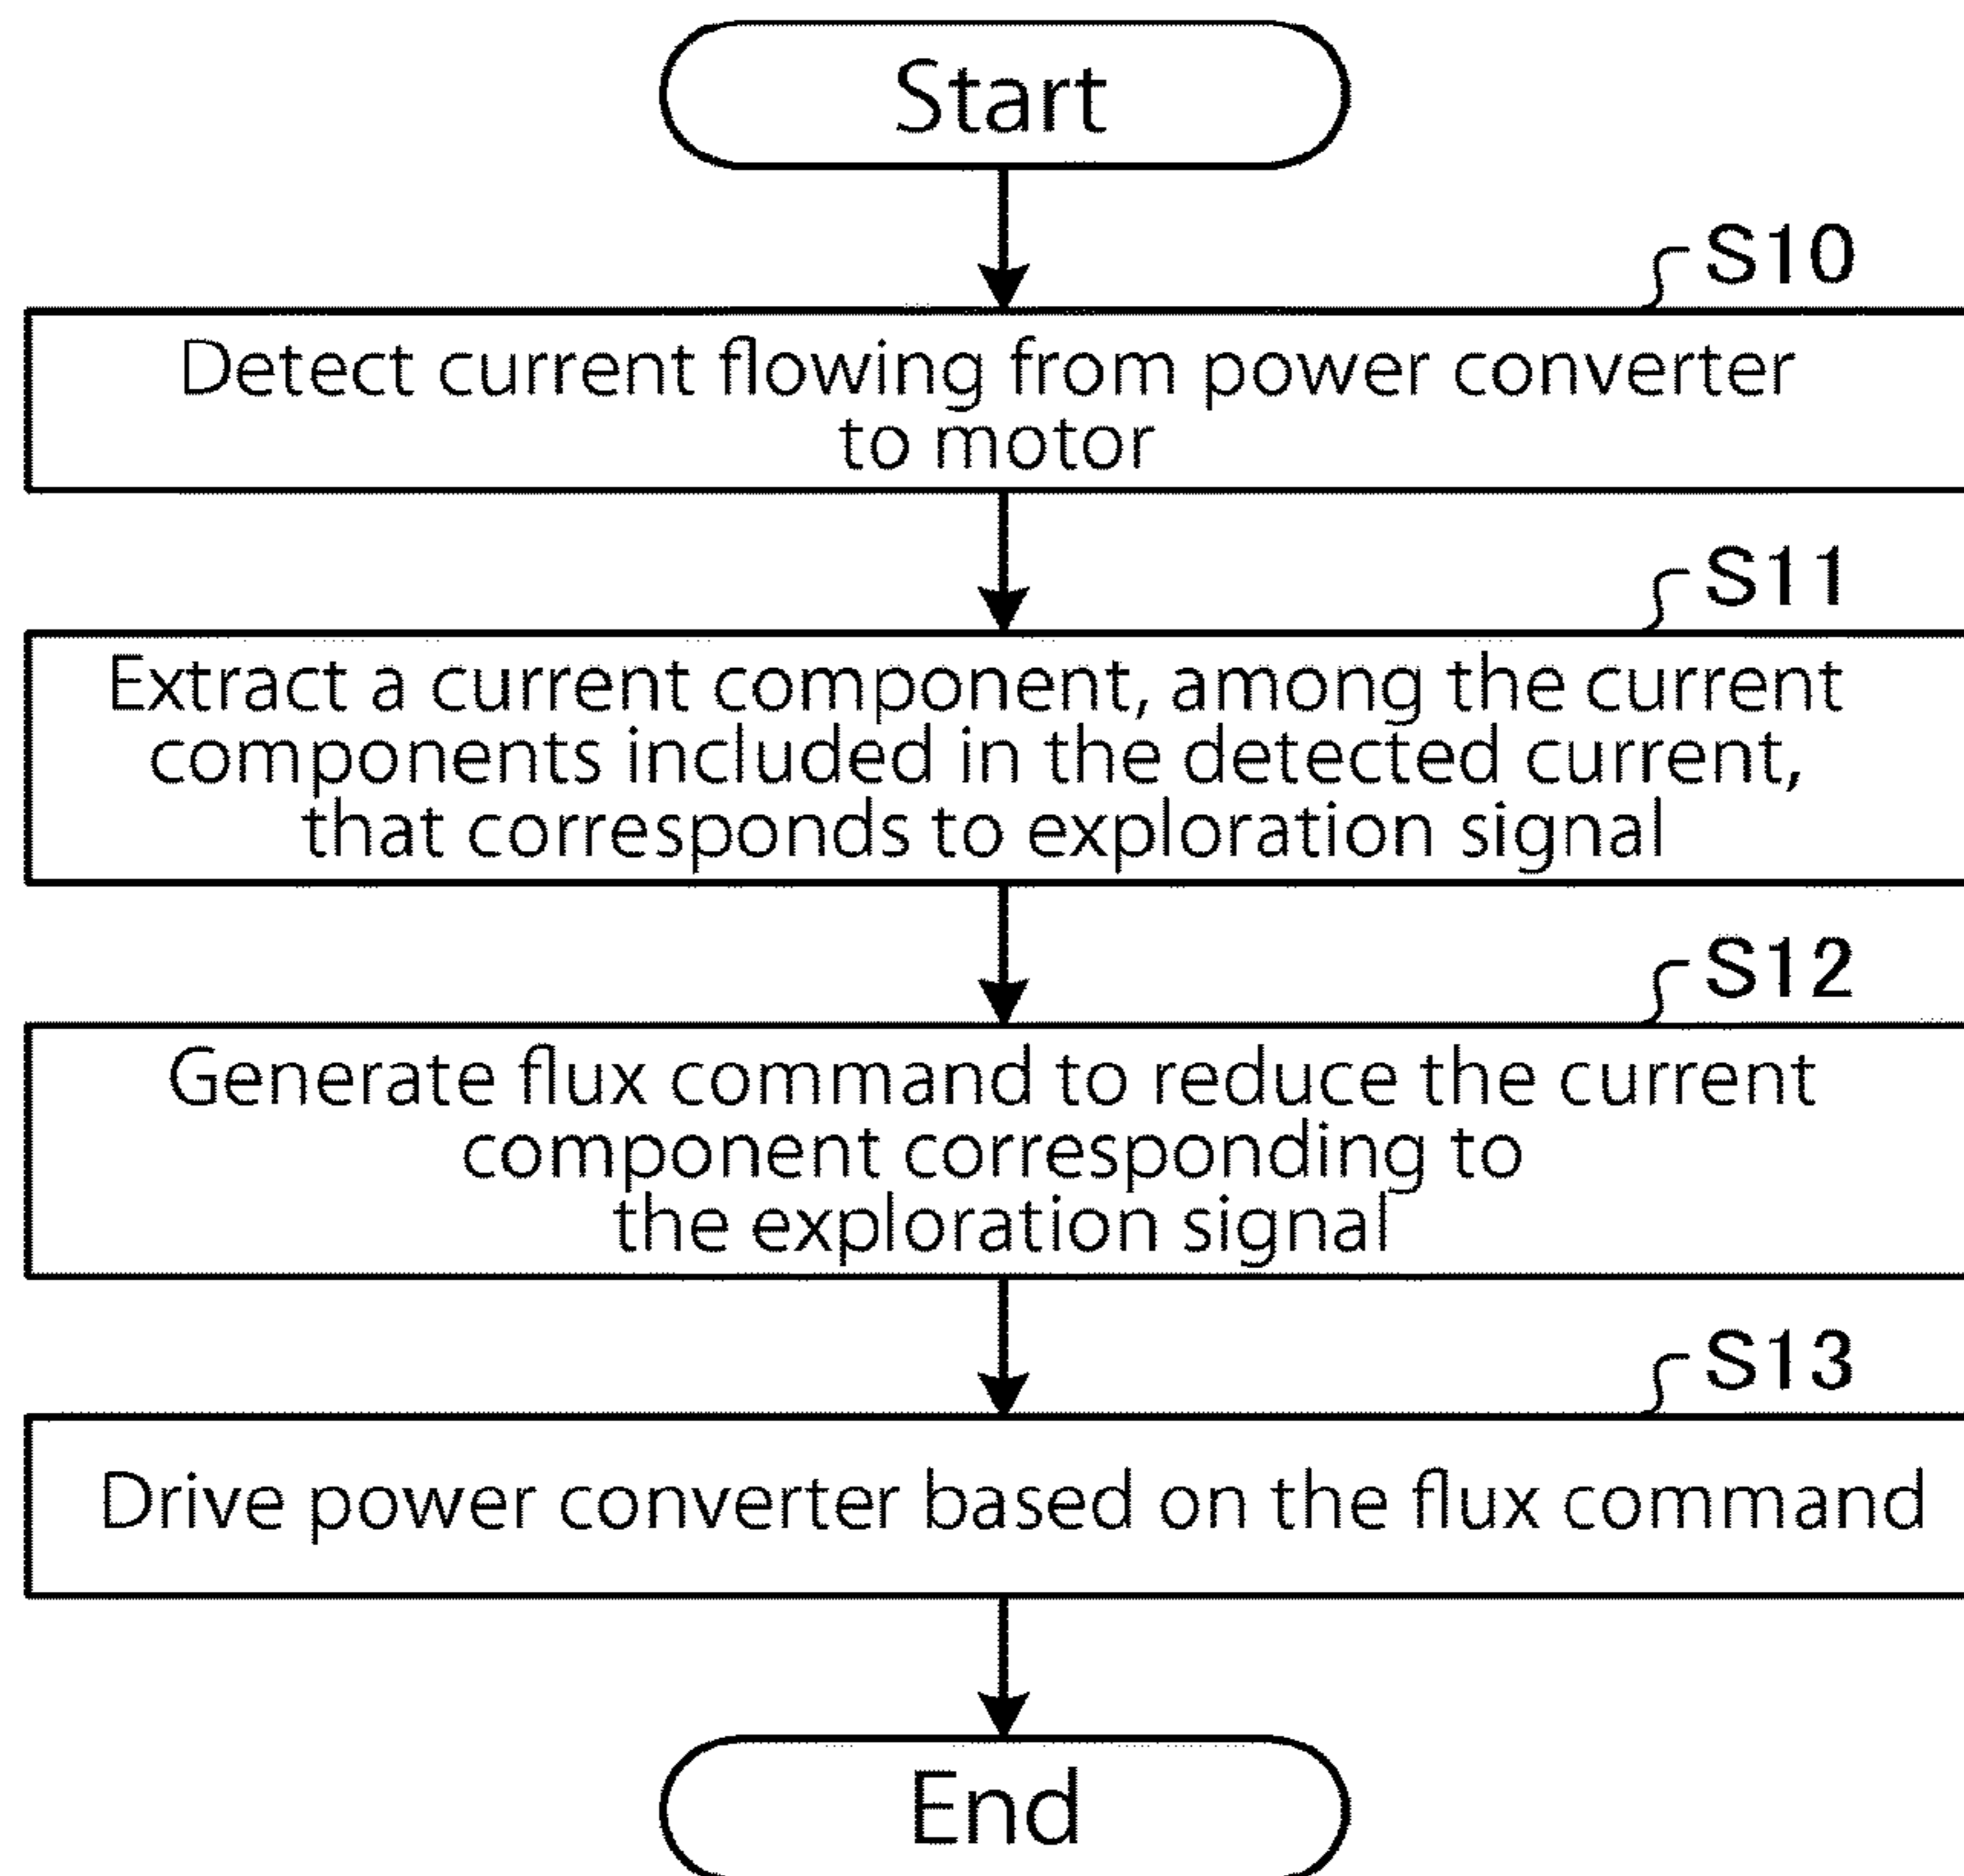 Start
S10
Detect current flowing from power converter
to motor
S11
Extract a current component, among the current
components included in the detected current,
that corresponds to exploration signal
S12
Generate flux command to reduce the current
component corresponding to
the exploration signal
S13
Drive power converter based on the flux command
End